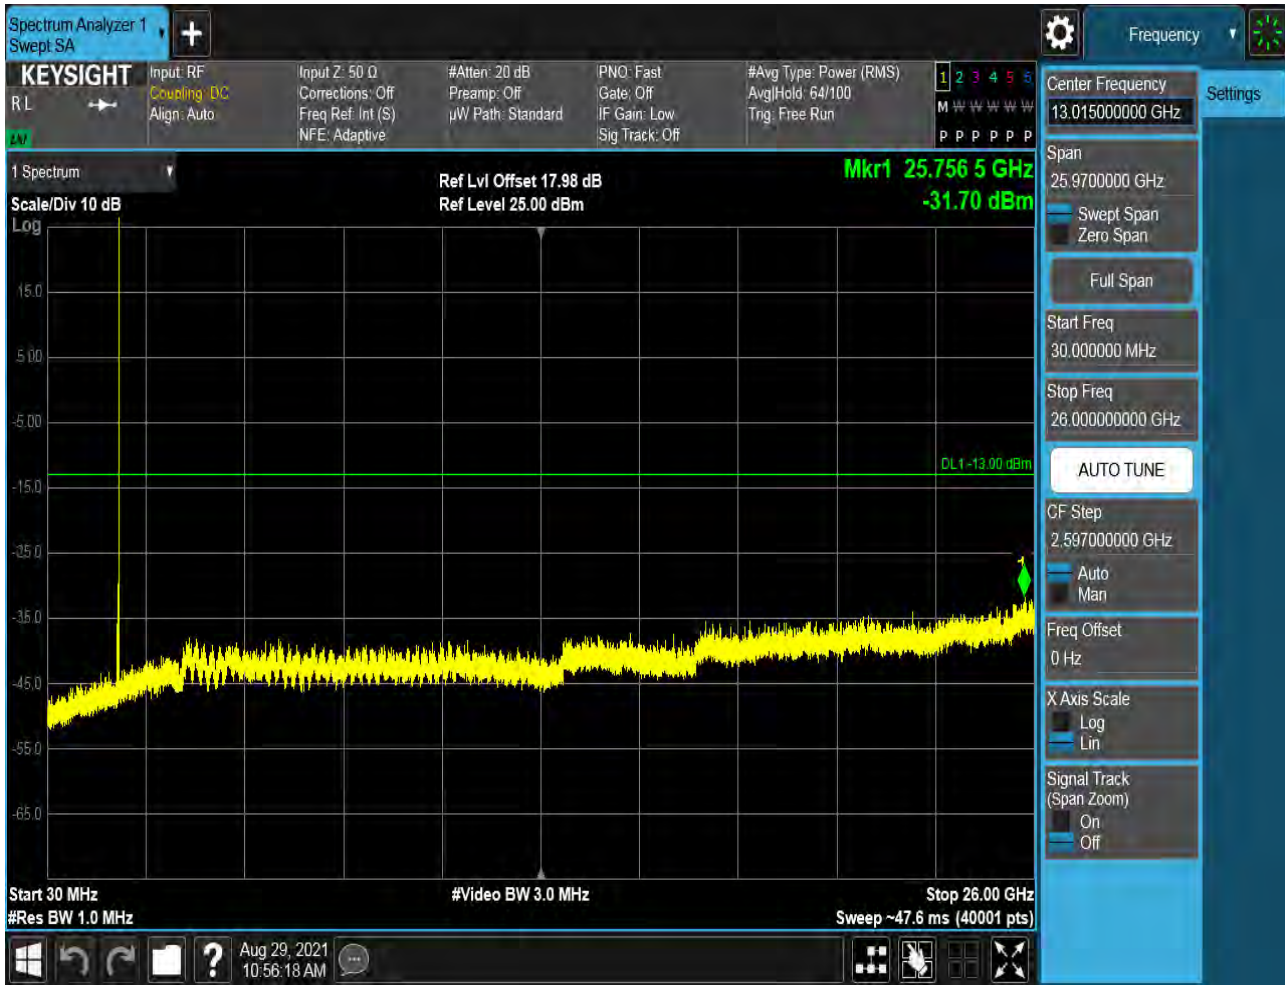 Spectrum Analyzer 1
Swept SA
Frequency
KEYSIGHT
R L
LNI
Input: RF
Coupling: DC
Align: Auto
Input Z: 50 Ω
Corrections: Off
Freq Ref: Int (S)
NFE: Adaptive
#Atten: 20 dB
Preamp: Off
µW Path: Standard
PNO: Fast
Gate: Off
IF Gain: Low
Sig Track: Off
#Avg Type: Power (RMS)
Avg|Hold: 64/100
Trig: Free Run
1 2 3 4 5 6
M W W W W W
P P P P P P
1 Spectrum
Scale/Div 10 dB
Log
Ref Lvl Offset 17.98 dB
Ref Level 25.00 dBm
Mkr1 25.756 5 GHz
-31.70 dBm
15.0
5.00
-5.00
DL1 -13.00 dBm
-15.0
-25.0
1
-35.0
-45.0
-55.0
-65.0
Start 30 MHz
#Res BW 1.0 MHz
#Video BW 3.0 MHz
Stop 26.00 GHz
Sweep ~47.6 ms (40001 pts)
Center Frequency
13.015000000 GHz
Settings
Span
25.9700000 GHz
Swept Span
Zero Span
Full Span
Start Freq
30.000000 MHz
Stop Freq
26.000000000 GHz
AUTO TUNE
CF Step
2.597000000 GHz
Auto
Man
Freq Offset
0 Hz
X Axis Scale
Log
Lin
Signal Track
(Span Zoom)
On
Off
?
Aug 29, 2021
10:56:18 AM